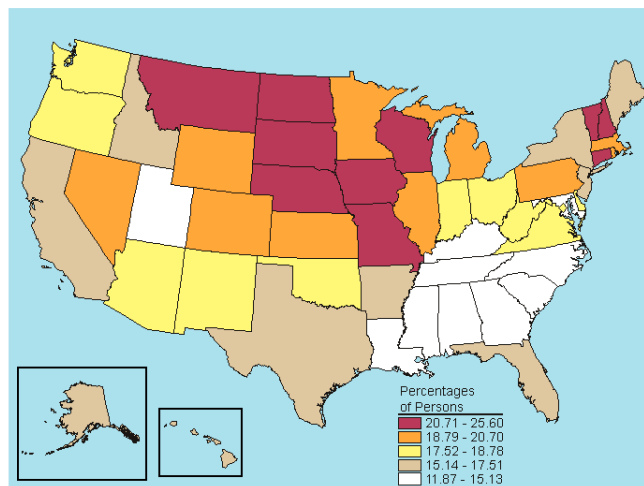 Percentages
of Persons
20.71 - 25.60
18.79 - 20.70
17.52 - 18.78
15.14 - 17.51
11.87 - 15.13